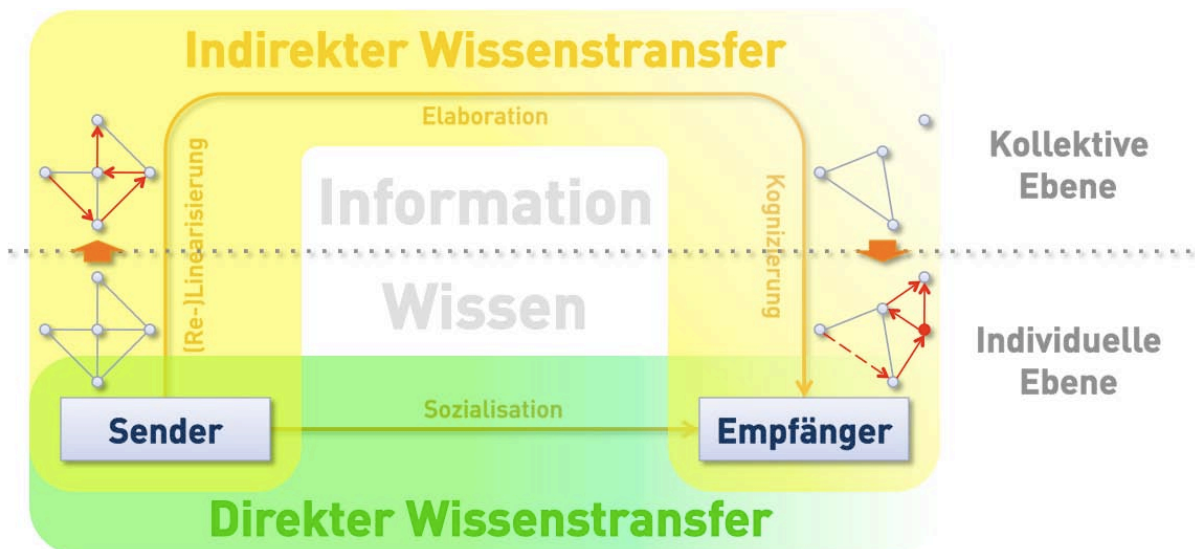 Indirekter Wissenstransfer
Elaboration
(Re-)Linearisierung
Information
Kognizierung
Kollektive
Ebene
Wissen
Individuelle
Ebene
Sender
Sozialisation
Empfänger
Direkter Wissenstransfer